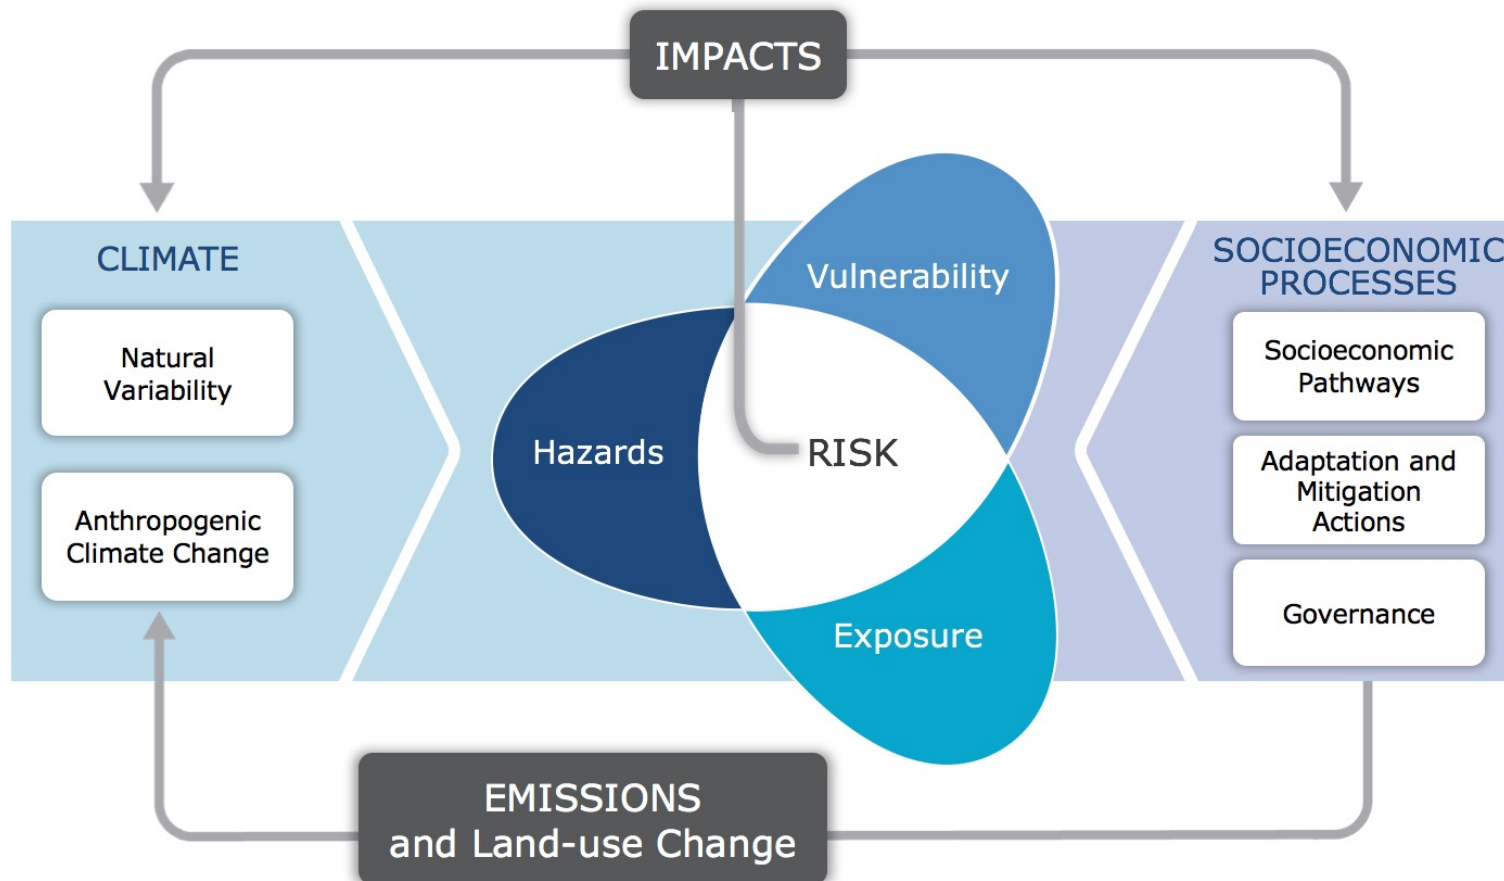 IMPACTS
CLIMATE
Natural
Variability
Anthropogenic
Climate Change
Vulnerability
Hazards
RISK
Exposure
SOCIOECONOMIC
PROCESSES
Socioeconomic
Pathways
Adaptation and
Mitigation
Actions
Governance
EMISSIONS
and Land-use Change